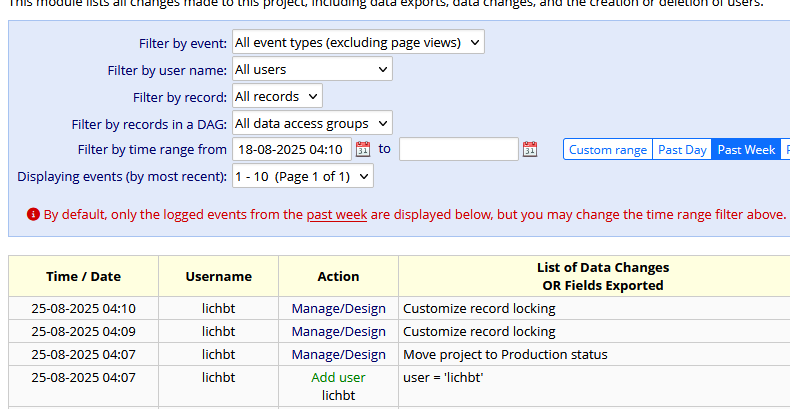 This module lists all changes made to this project, including data exports, data changes, and the creation or deletion of users.
Filter by event: All event types (excluding page views)
Filter by user name: All users
Filter by record: All records
Filter by records in a DAG: All data access groups
Filter by time range from 18-08-2025 04:10 31 to 31 Custom range Past Day Past Week
Displaying events (by most recent): 1 - 10 (Page 1 of 1)
By default, only the logged events from the past week are displayed below, but you may change the time range filter above.
Time / Date Username Action List of Data Changes
OR Fields Exported
25-08-2025 04:10 lichbt Manage/Design Customize record locking
25-08-2025 04:09 lichbt Manage/Design Customize record locking
25-08-2025 04:07 lichbt Manage/Design Move project to Production status
25-08-2025 04:07 lichbt Add user user = 'lichbt'
lichbt